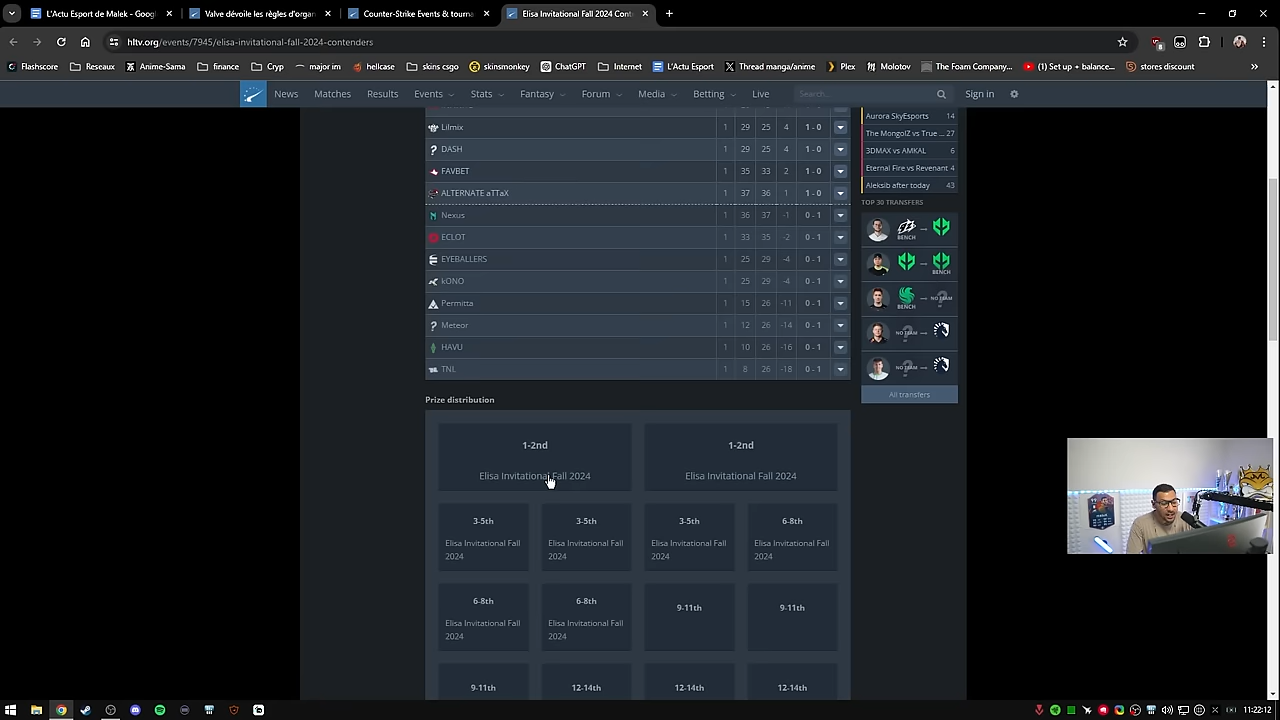 L'Actu Esport de Malek - Googl
Valve dévoile les règles d'organ
Counter-Strike Events & tourna
Elisa Invitational Fall 2024 Cont
hltv.org/events/7945/elisa-invitational-fall-2024-contenders
Flashscore
Reseaux
Anime-Sama
finance
Cryp
major im
hellcase
skins csgo
skinsmonkey
ChatGPT
Internet
L'Actu Esport
Thread manga/anime
Plex
Molotov
The Foam Company...
(1) Set up + balance...
stores discount
News
Matches
Results
Events
Stats
Fantasy
Forum
Media
Betting
Live
Search...
Sign in
Lilmix 1 29 25 4 1 - 0
DASH 1 29 25 4 1 - 0
FAVBET 1 35 33 2 1 - 0
ALTERNATE aTTaX 1 37 36 1 1 - 0
Nexus 1 36 37 -1 0 - 1
ECLOT 1 33 35 -2 0 - 1
EYEBALLERS 1 25 29 -4 0 - 1
kONO 1 25 29 -4 0 - 1
Permitta 1 15 26 -11 0 - 1
Meteor 1 12 26 -14 0 - 1
HAVU 1 10 26 -16 0 - 1
TNL 1 8 26 -18 0 - 1
Aurora SkyEsports 14
The MongolZ vs True ... 27
3DMAX vs AMKAL 6
Eternal Fire vs Revenant 4
Aleksib after today 43
TOP 30 TRANSFERS
BENCH
BENCH
BENCH
NO TEAM
NO TEAM
NO TEAM
All transfers
Prize distribution
1-2nd
Elisa Invitational Fall 2024
1-2nd
Elisa Invitational Fall 2024
3-5th
Elisa Invitational Fall
2024
3-5th
Elisa Invitational Fall
2024
3-5th
Elisa Invitational Fall
2024
6-8th
Elisa Invitational Fall
2024
6-8th
Elisa Invitational Fall
2024
6-8th
Elisa Invitational Fall
2024
9-11th
9-11th
9-11th
12-14th
12-14th
12-14th
11:22:12